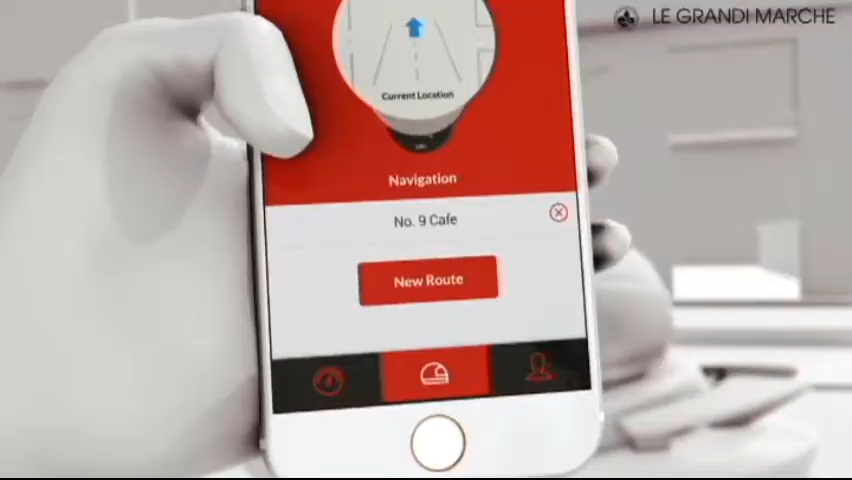 LE GRANDI MARCHE
Current Location
Navigation
No. 9 Cafe
New Route